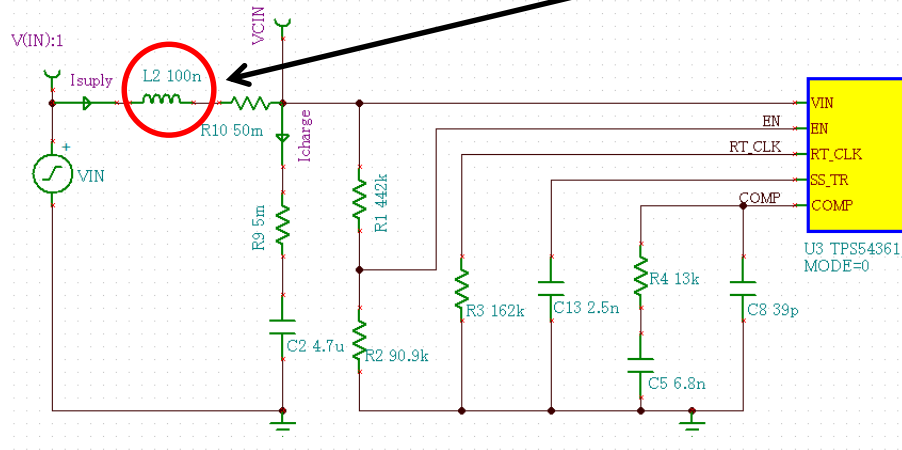 VCIN
V(IN):1
Isuply
L2 100n
R10 50m
Icharge
VIN
+
VIN
EN
EN
RT_CLK
RT_CLK
SS_TR
COMP
COMP
R9 5m
R1 442k
U3 TPS54361
MODE=0
R3 162k
C13 2.5n
R4 13k
C8 39p
C2 4.7u
R2 90.9k
C5 6.8n